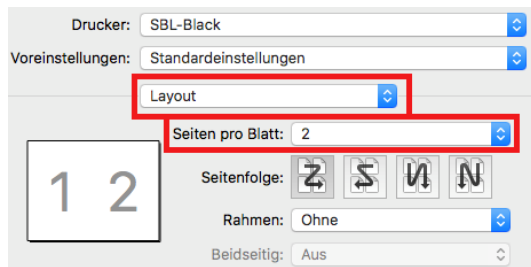 Drucker: SBL-Black
Voreinstellungen: Standardeinstellungen
Layout
Seiten pro Blatt: 2
1 2
Seitenfolge:
Rahmen: Ohne
Beidseitig: Aus